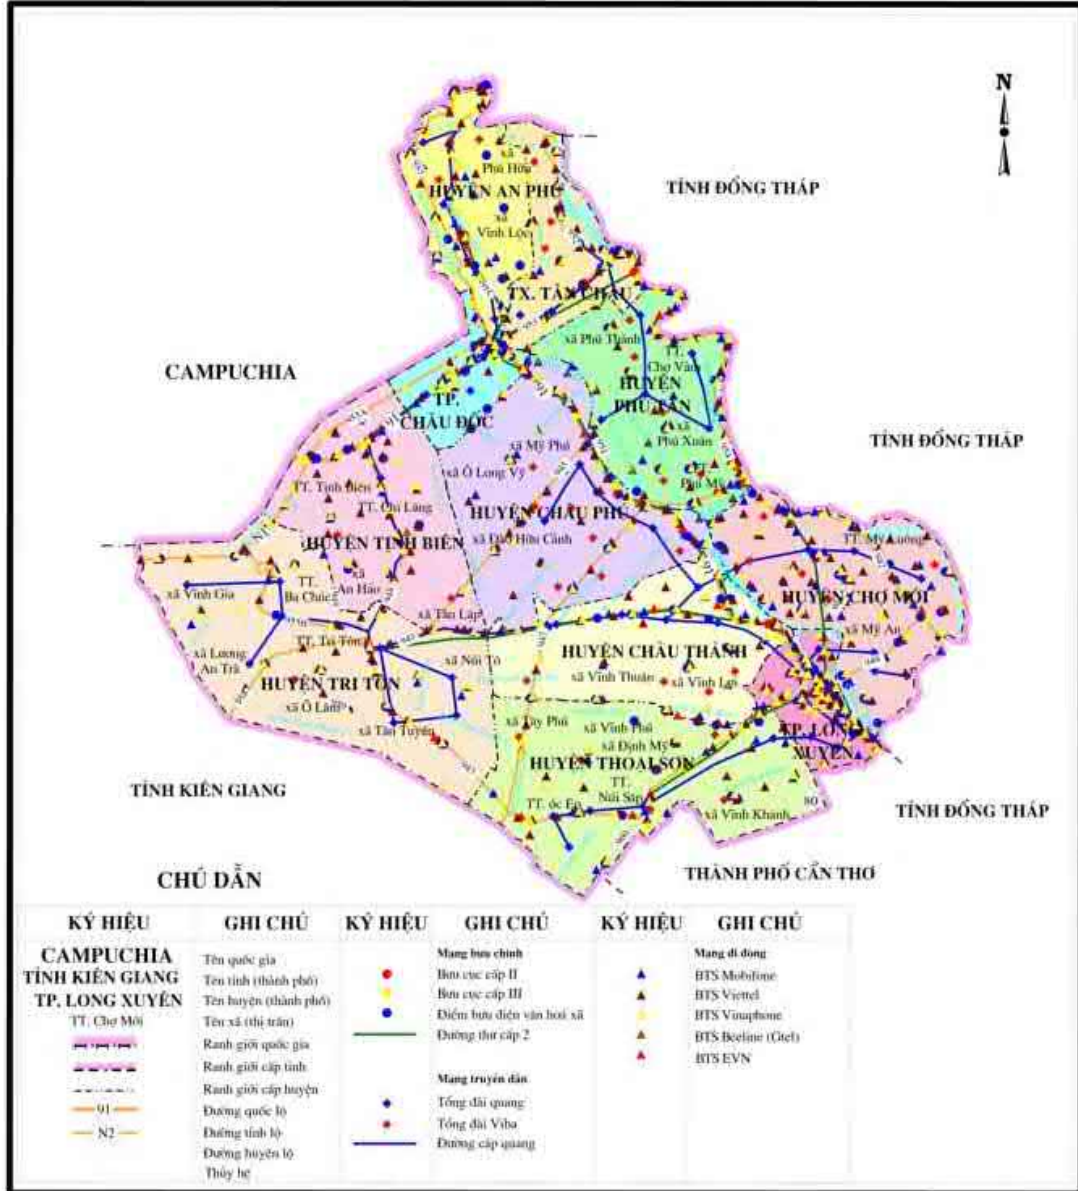 N
xã
Phú Hữu
HUYỆN AN PHÚ
TỈNH ĐỒNG THÁP
xã
Vĩnh Lộc
TX. TÂN CHÂU
xã Phú Thành
TT.
Chợ Vàm
CAMPUCHIA
HUYỆN
PHÚ TÂN
TP.
CHÂU ĐỐC
xã
Phú Xuân
TỈNH ĐỒNG THÁP
xã Mỹ Phú
xã Ô Long Vỹ
TT.
Phú Mỹ
TT. Tịnh Biên
TT. Chi Lăng
HUYỆN CHÂU PHÚ
xã Đào Hữu Cảnh
HUYỆN TỊNH BIÊN
TT. Mỹ Luông
N1
xã
An Hảo
TT.
Ba Chúc
xã Vĩnh Gia
HUYỆN CHỢ MỚI
xã Tân Lập
xã Mỹ An
TT. Tri Tôn
xã Lương
An Trà
xã Núi Tô
HUYỆN CHÂU THÀNH
xã Vĩnh Thuận
xã Vĩnh Lợi
HUYỆN TRI TÔN
xã Ô Lâm
xã Tân Tuyến
xã Tây Phú
xã Vĩnh Phú
xã Định Mỹ
TP. LONG
XUYÊN
HUYỆN THOẠI SƠN
TỈNH KIÊN GIANG
TT.
Núi Sập
TT. Óc Eo
xã Vĩnh Khánh
TỈNH ĐỒNG THÁP
THÀNH PHỐ CẦN THƠ
CHÚ DẪN
KÝ HIỆU GHI CHÚ KÝ HIỆU GHI CHÚ KÝ HIỆU GHI CHÚ
CAMPUCHIA Tên quốc gia
TỈNH KIÊN GIANG Tên tỉnh (thành phố)
TP. LONG XUYÊN Tên huyện (thành phố)
TT. Chợ Mới Tên xã (thị trấn)
Ranh giới quốc gia
Ranh giới cấp tỉnh
Ranh giới cấp huyện
91 Đường quốc lộ
N2 Đường tỉnh lộ
Đường huyện lộ
Thủy hệ
Mạng bưu chính
Bưu cục cấp II
Bưu cục cấp III
Điểm bưu điện văn hoá xã
Đường thư cấp 2
Mạng truyền dẫn
Tổng đài quang
Tổng đài Viba
Đường cáp quang
Mạng di động
BTS Mobifone
BTS Viettel
BTS Vinaphone
BTS Beeline (Gtel)
BTS EVN